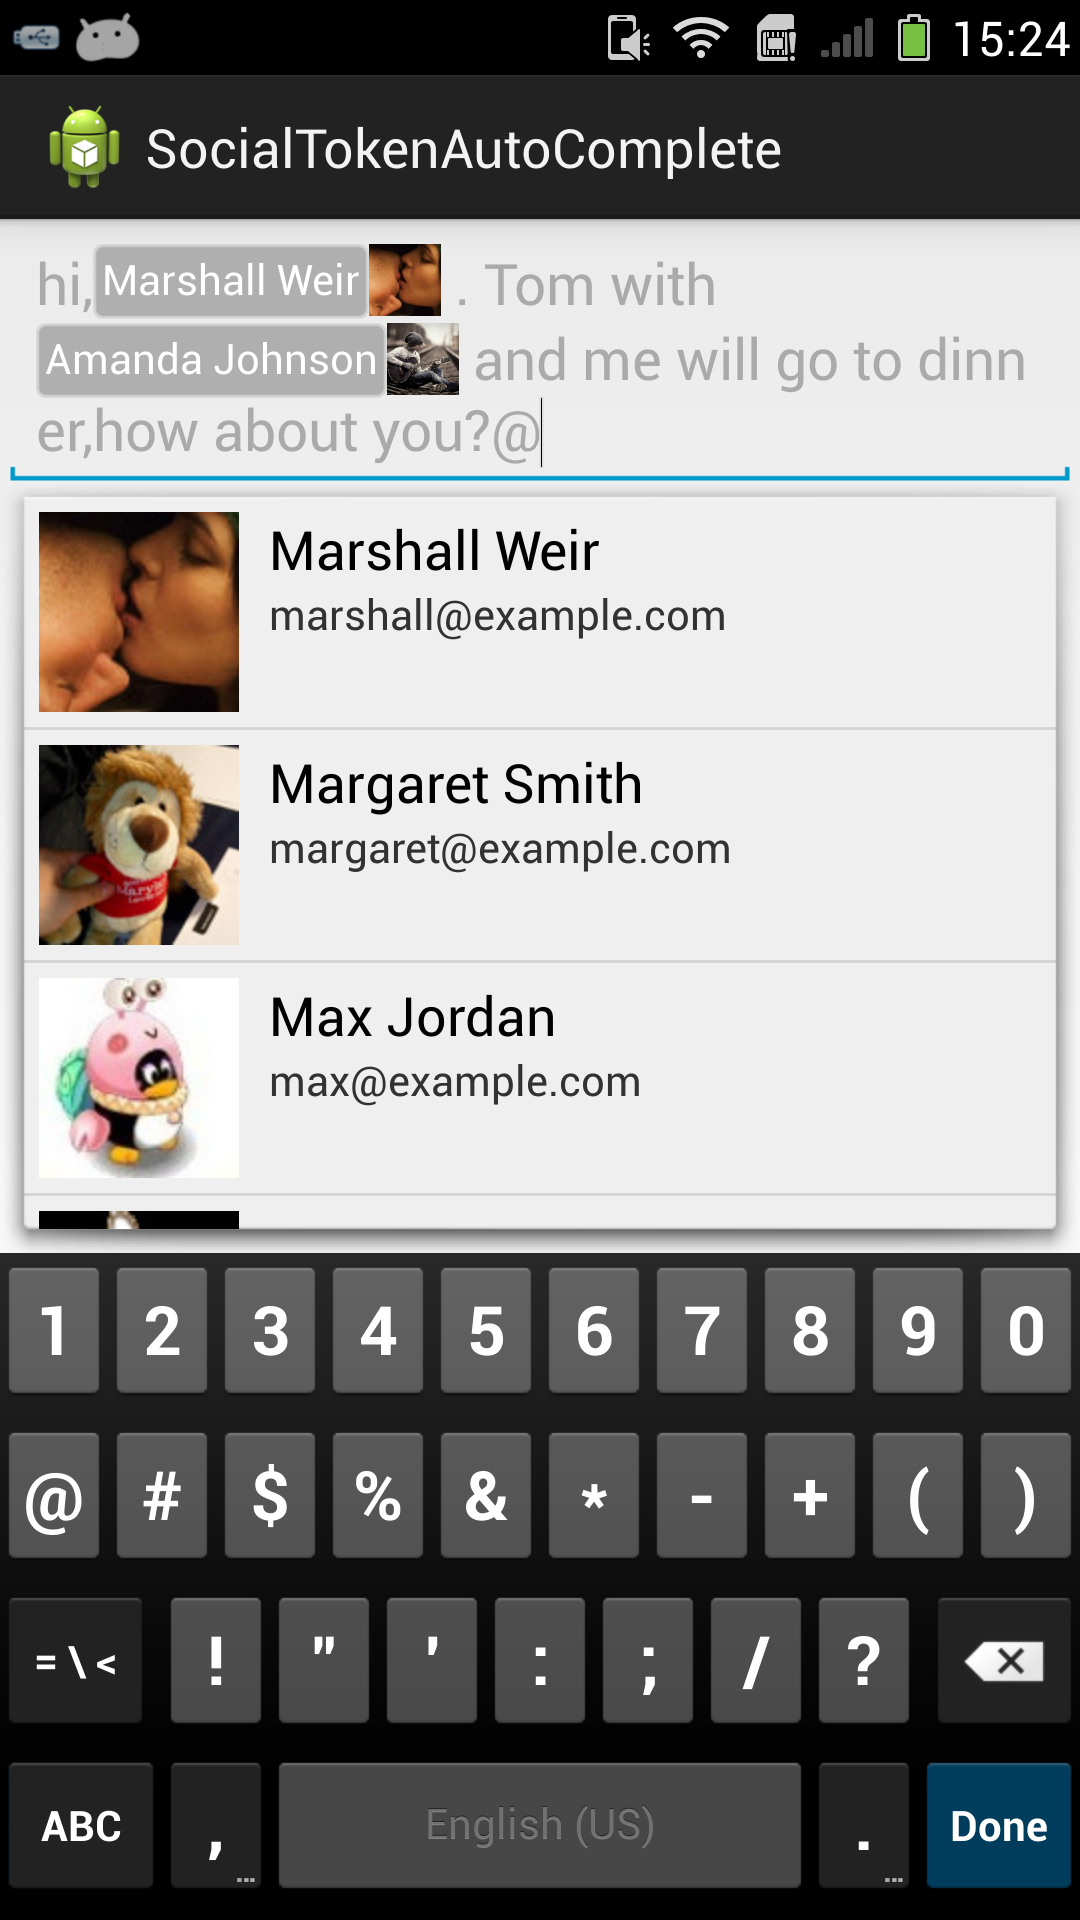 15:24
SocialTokenAutoComplete
hi,Marshall Weir . Tom with
Amanda Johnson and me will go to dinn
er,how about you?@
Marshall Weir
marshall@example.com
Margaret Smith
margaret@example.com
Max Jordan
max@example.com
1 2 3 4 5 6 7 8 9 0
@ # $ % & * - + ( )
= \ < ! " ' : ; / ?
ABC , ... English (US) . ... Done